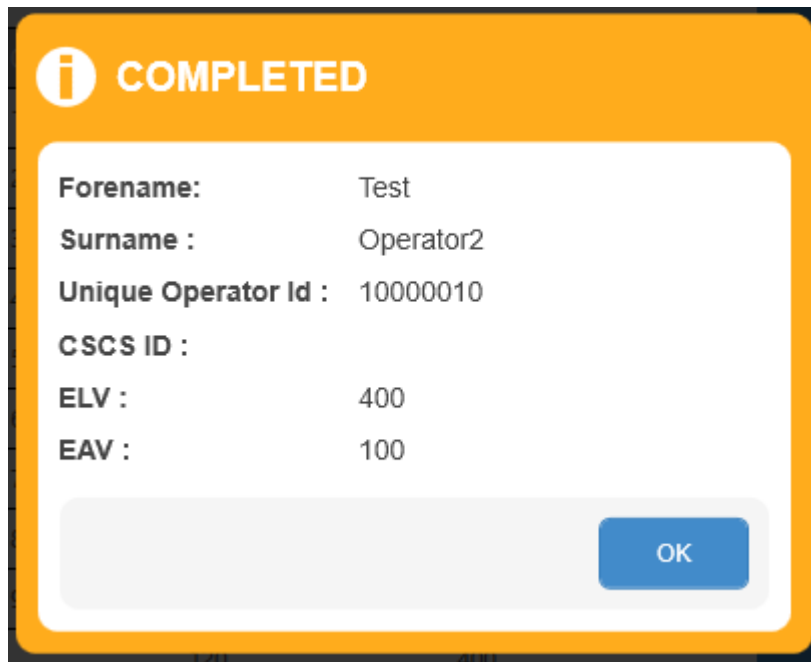 COMPLETED
Forename: Test
Surname : Operator2
Unique Operator Id : 10000010
CSCS ID :
ELV : 400
EAV : 100
OK